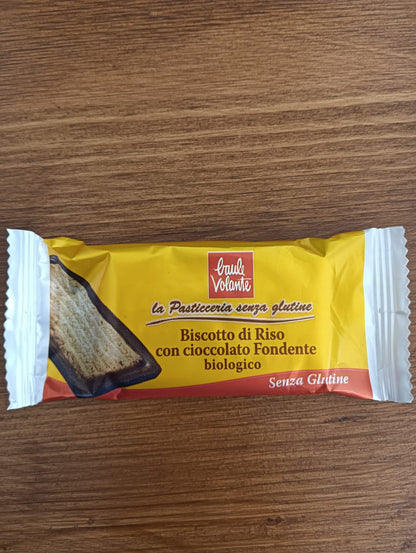 baule
Volante
la Pasticceria senza glutine
Biscotto di Riso
con cioccolato Fondente
biologico
Senza Glutine